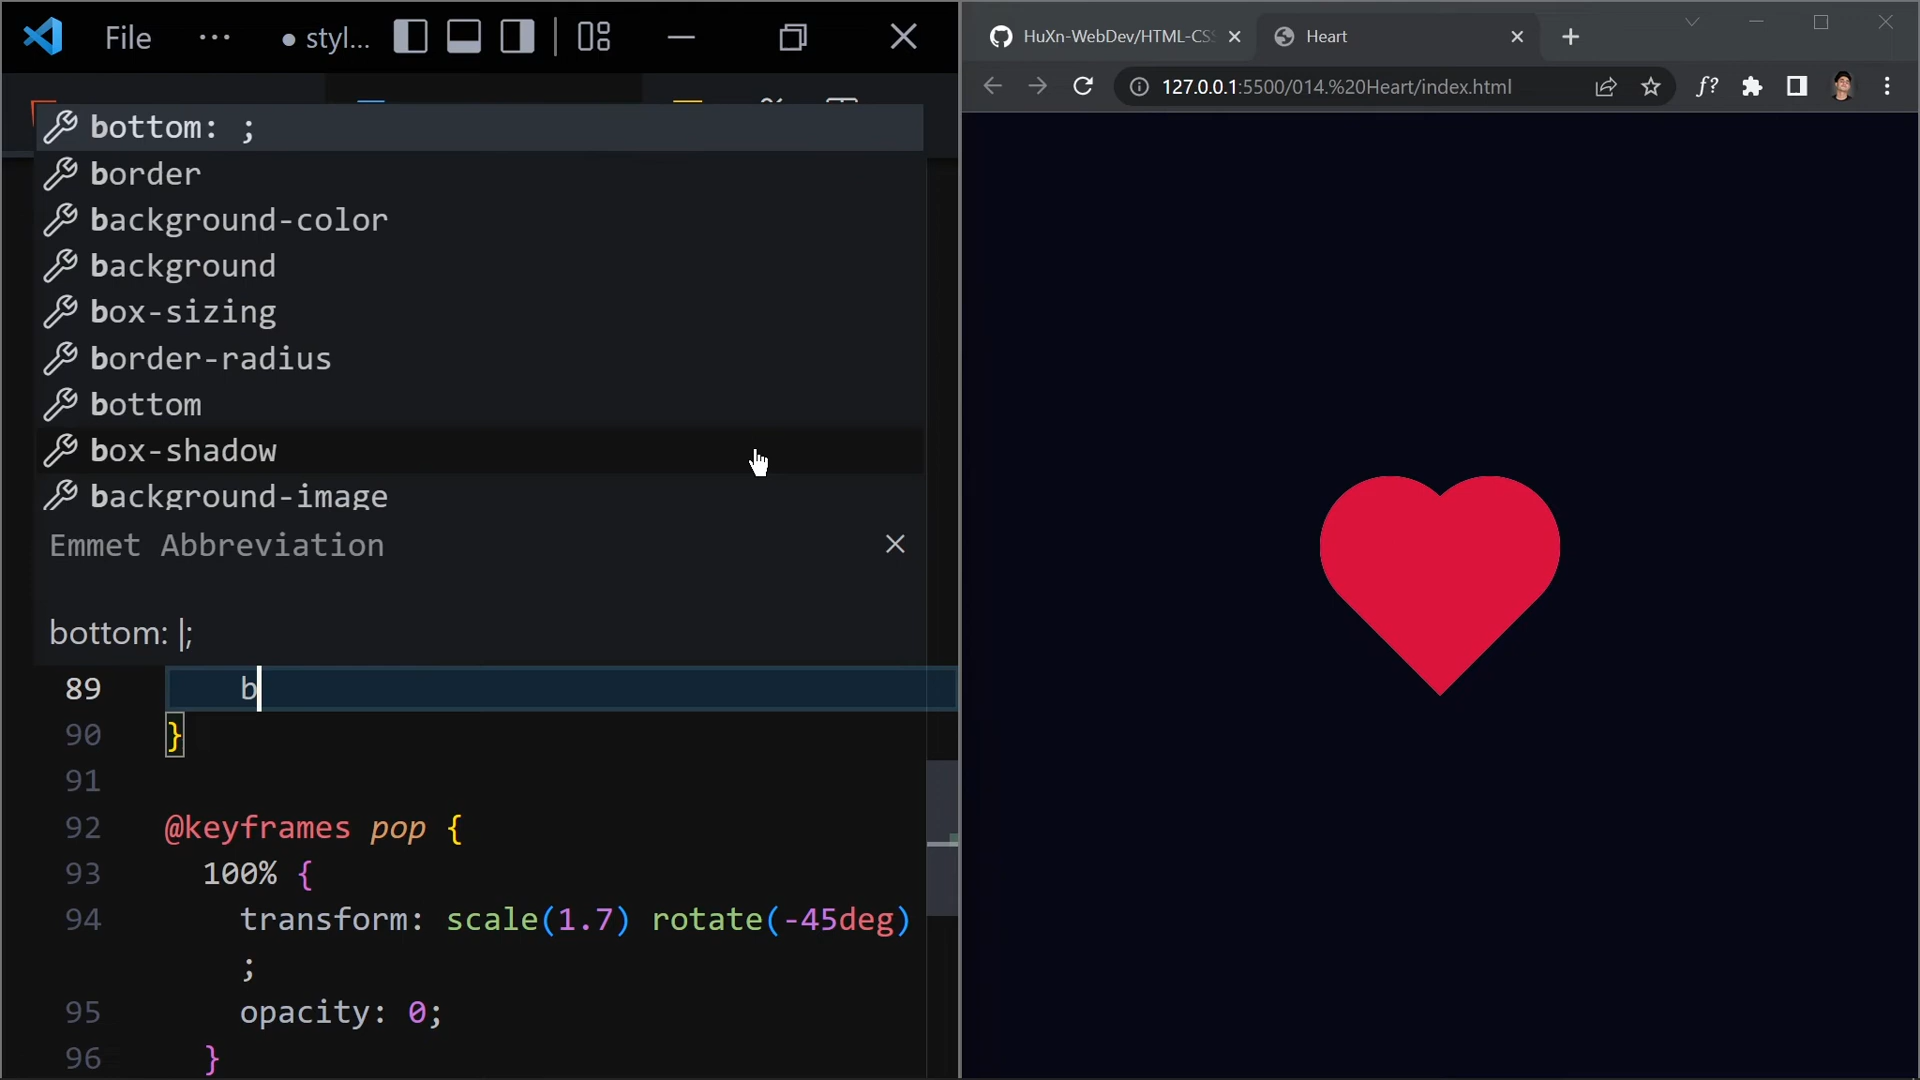 File ··· ● styl...
bottom: ;
border
background-color
background
box-sizing
border-radius
bottom
box-shadow
background-image
Emmet Abbreviation
bottom: |;
89 b
90 }
91
92 @keyframes pop {
93 100% {
94 transform: scale(1.7) rotate(-45deg)
;
95 opacity: 0;
96 }
HuXn-WebDev/HTML-CS
Heart
127.0.0.1:5500/014.%20Heart/index.html
f?